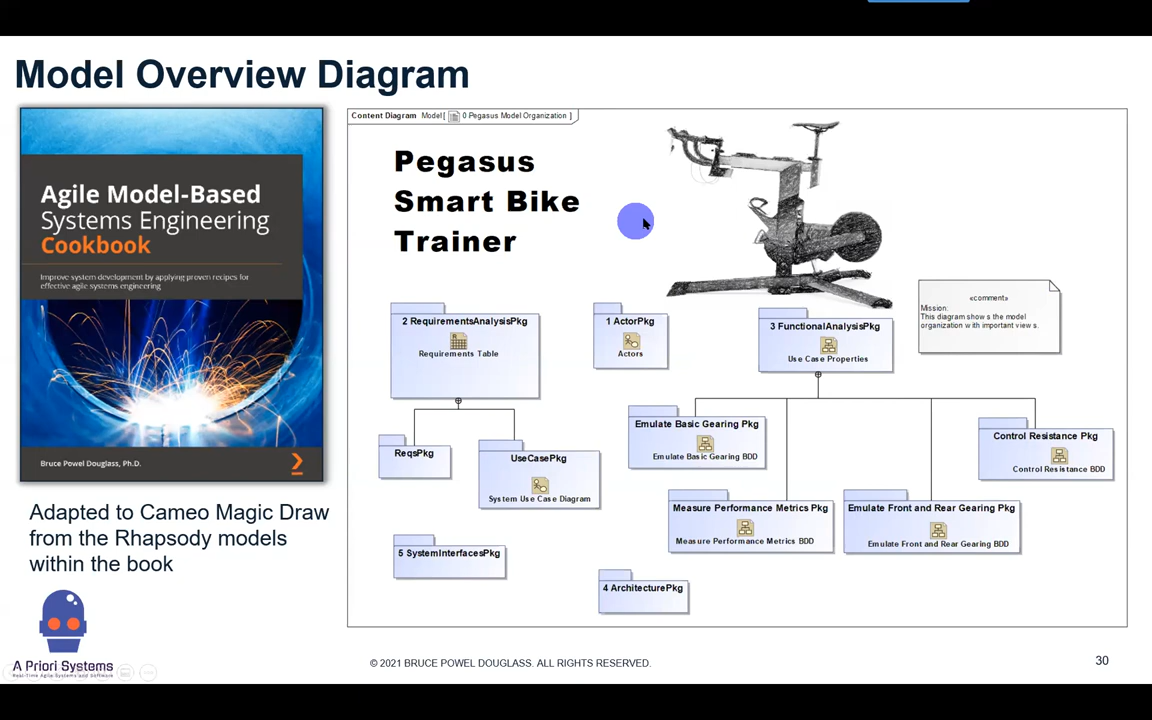 Model Overview Diagram
Agile Model-Based
Systems Engineering
Cookbook
Improve system development by applying proven recipes for
effective agile systems engineering
Bruce Powel Douglass, Ph.D.
Adapted to Cameo Magic Draw
from the Rhapsody models
within the book
A Priori Systems
Real-Time Agile Systems and Software
Content Diagram Model[ 0 Pegasus Model Organization ]
Pegasus
Smart Bike
Trainer
«comment»
Mission:
This diagram shows the model
organization with important views.
2 RequirementsAnalysisPkg
Requirements Table
1 ActorPkg
Actors
3 FunctionalAnalysisPkg
Use Case Properties
ReqsPkg
UseCasePkg
System Use Case Diagram
Emulate Basic Gearing Pkg
Emulate Basic Gearing BDD
Control Resistance Pkg
Control Resistance BDD
Measure Performance Metrics Pkg
Measure Performance Metrics BDD
Emulate Front and Rear Gearing Pkg
Emulate Front and Rear Gearing BDD
5 SystemInterfacesPkg
4 ArchitecturePkg
© 2021 BRUCE POWEL DOUGLASS. ALL RIGHTS RESERVED.
30